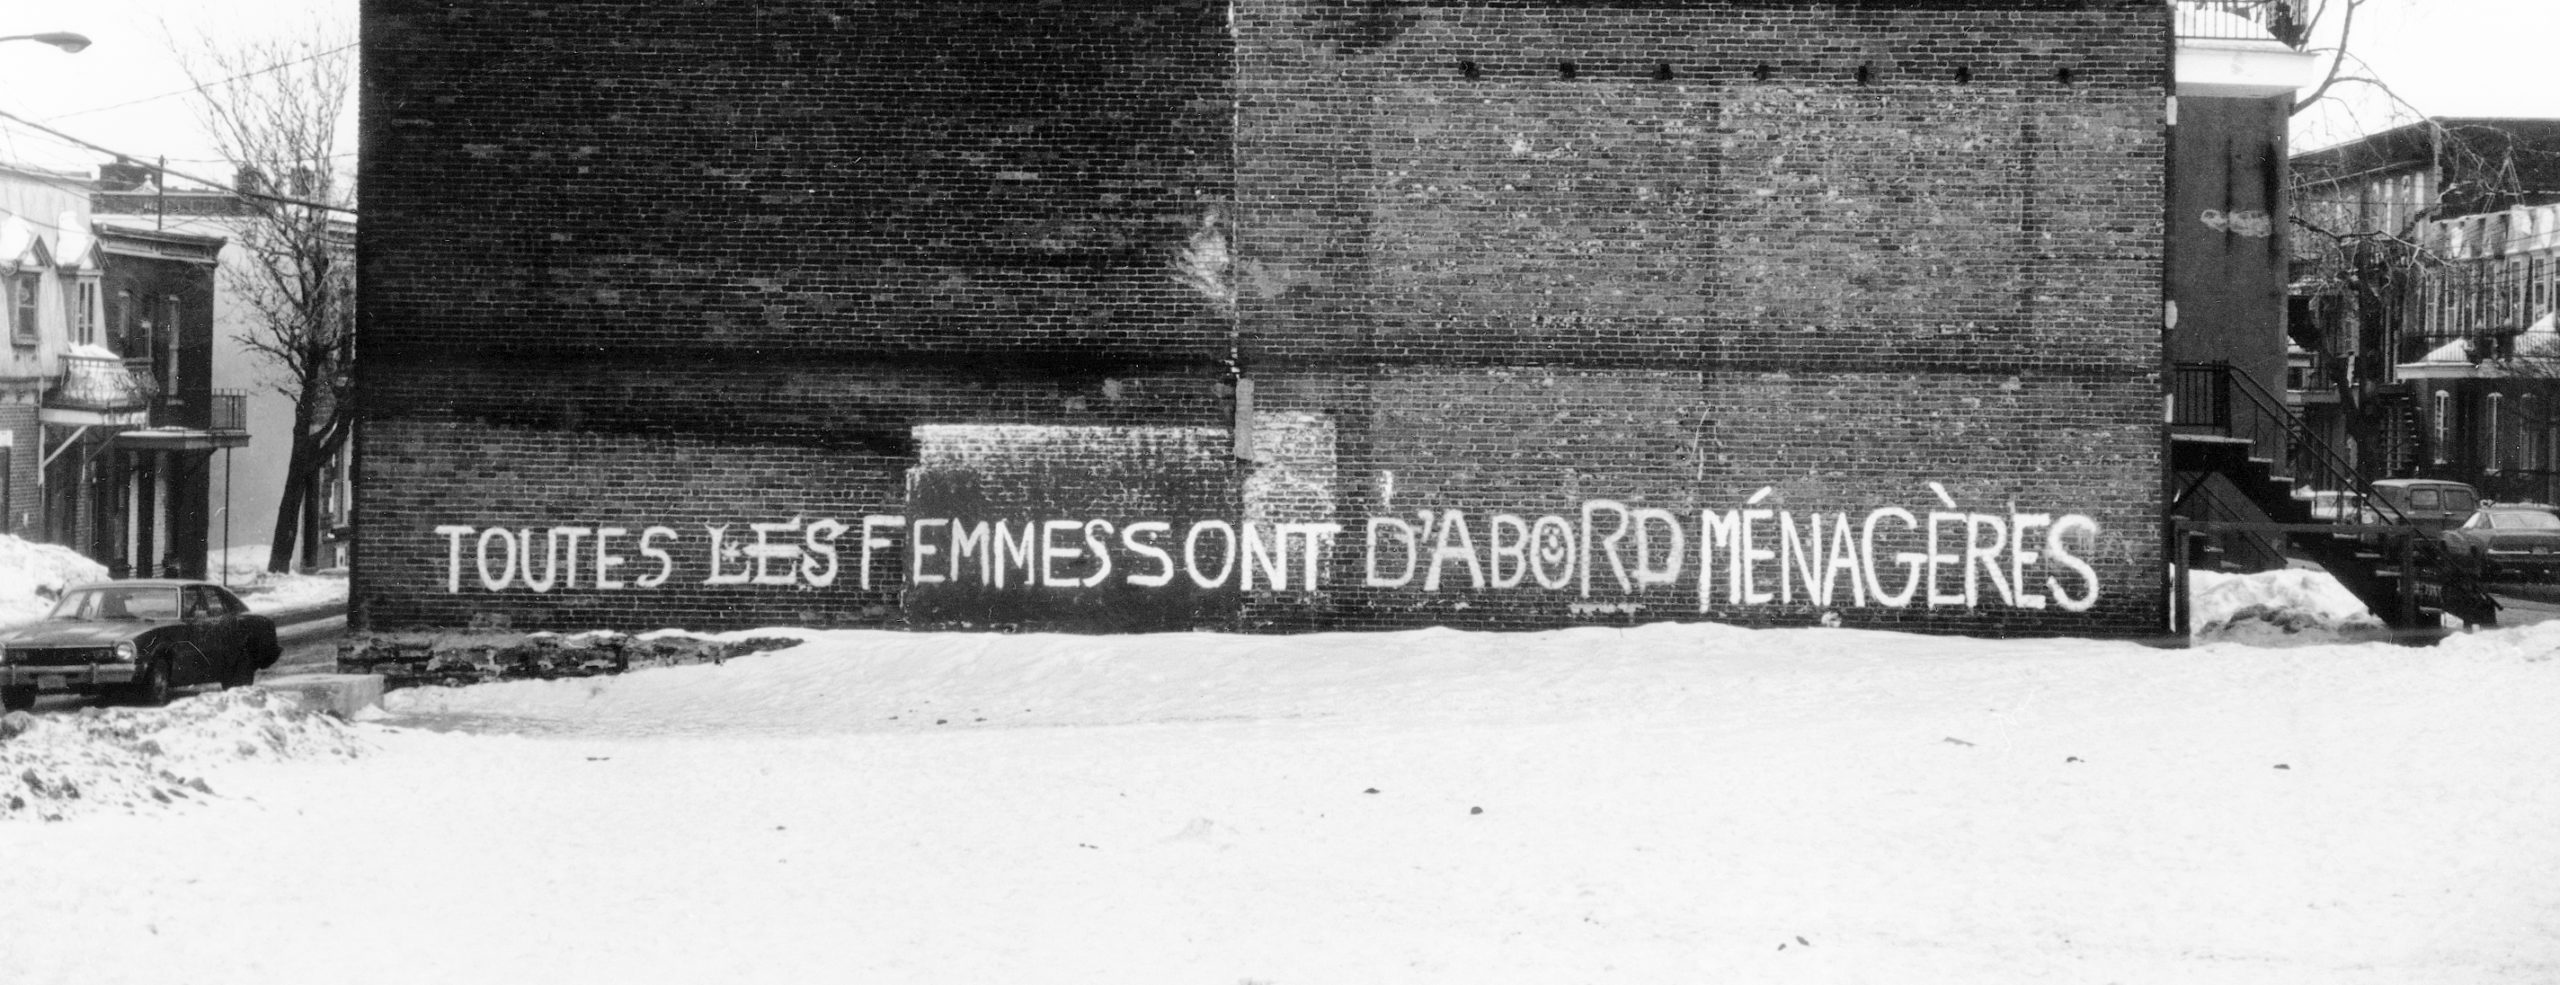 TOUTES LES FEMMES SONT D'ABORD MÉNAGÈRES